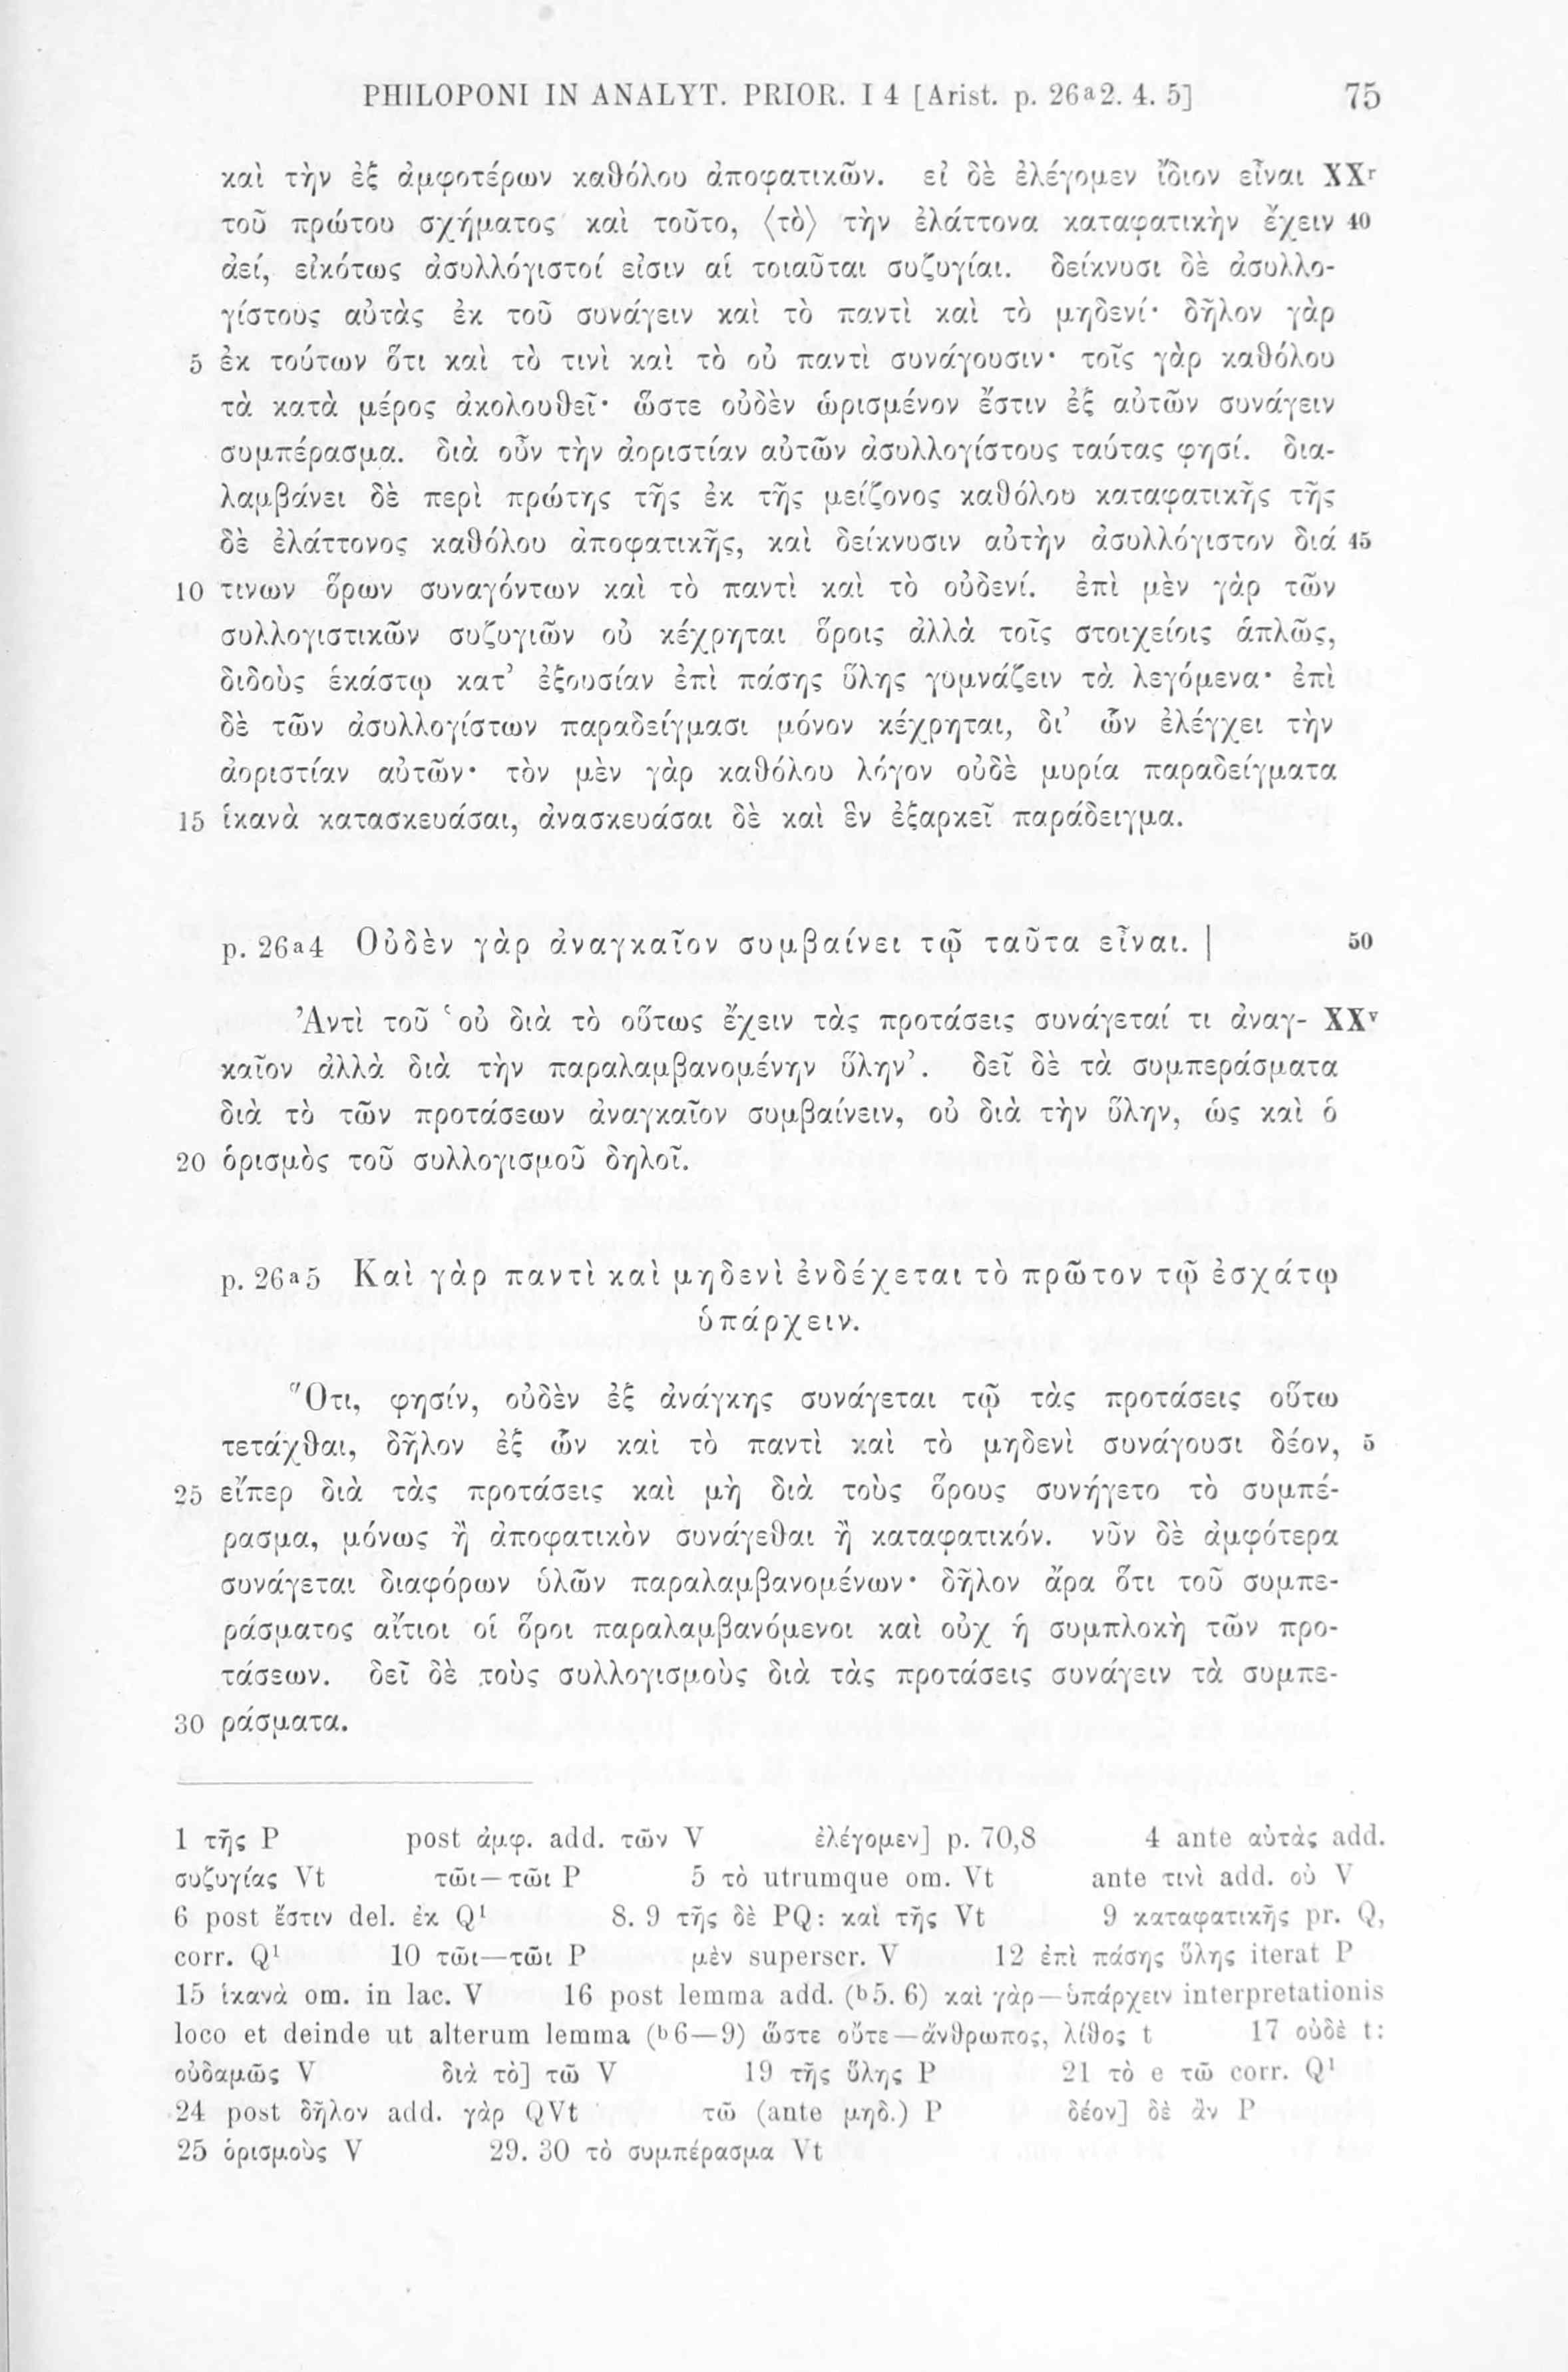 PHILOPONI IN ANALYT. PRIOR. I 4 [Arist. p. 26ᵃ2. 4. 5] 75
καὶ τὴν ἐξ ἀμφοτέρων καθόλου ἀποφατικῶν. εἰ δὲ ἐλέγομεν ἴδιον εἶναι XXʳ
τοῦ πρώτου σχήματος καὶ τοῦτο, ⟨τὸ⟩ τὴν ἐλάττονα καταφατικὴν ἔχειν 40
ἀεί, εἰκότως ἀσυλλόγιστοί εἰσιν αἱ τοιαῦται συζυγίαι. δείκνυσι δὲ ἀσυλλο-
γίστους αὐτὰς ἐκ τοῦ συνάγειν καὶ τὸ παντὶ καὶ τὸ μηδενί· δῆλον γὰρ
5 ἐκ τούτων ὅτι καὶ τὸ τινὶ καὶ τὸ οὐ παντὶ συνάγουσιν· τοῖς γὰρ καθόλου
τὰ κατὰ μέρος ἀκολουθεῖ· ὥστε οὐδὲν ὡρισμένον ἔστιν ἐξ αὐτῶν συνάγειν
συμπέρασμα. διὰ οὖν τὴν ἀοριστίαν αὐτῶν ἀσυλλογίστους ταύτας φησί. δια-
λαμβάνει δὲ περὶ πρώτης τῆς ἐκ τῆς μείζονος καθόλου καταφατικῆς τῆς
δὲ ἐλάττονος καθόλου ἀποφατικῆς, καὶ δείκνυσιν αὐτὴν ἀσυλλόγιστον διά 45
10 τινων ὅρων συναγόντων καὶ τὸ παντὶ καὶ τὸ οὐδενί. ἐπὶ μὲν γὰρ τῶν
συλλογιστικῶν συζυγιῶν οὐ κέχρηται ὅροις ἀλλὰ τοῖς στοιχείοις ἁπλῶς,
διδοὺς ἑκάστῳ κατ’ ἐξουσίαν ἐπὶ πάσης ὕλης γυμνάζειν τὰ λεγόμενα· ἐπὶ
δὲ τῶν ἀσυλλογίστων παραδείγμασι μόνον κέχρηται, δι’ ὧν ἐλέγχει τὴν
ἀοριστίαν αὐτῶν· τὸν μὲν γὰρ καθόλου λόγον οὐδὲ μυρία παραδείγματα
15 ἱκανὰ κατασκευάσαι, ἀνασκευάσαι δὲ καὶ ἓν ἐξαρκεῖ παράδειγμα.
p. 26ᵃ4 Οὐδὲν γὰρ ἀναγκαῖον συμβαίνει τῷ ταῦτα εἶναι. | 50
Ἀντὶ τοῦ ‘οὐ διὰ τὸ οὕτως ἔχειν τὰς προτάσεις συνάγεταί τι ἀναγ- XXᵛ
καῖον ἀλλὰ διὰ τὴν παραλαμβανομένην ὕλην’. δεῖ δὲ τὰ συμπεράσματα
διὰ τὸ τῶν προτάσεων ἀναγκαῖον συμβαίνειν, οὐ διὰ τὴν ὕλην, ὡς καὶ ὁ
20 ὁρισμὸς τοῦ συλλογισμοῦ δηλοῖ.
p. 26ᵃ5 Καὶ γὰρ παντὶ καὶ μηδενὶ ἐνδέχεται τὸ πρῶτον τῷ ἐσχάτῳ
ὑπάρχειν.
Ὅτι, φησίν, οὐδὲν ἐξ ἀνάγκης συνάγεται τῷ τὰς προτάσεις οὕτω
τετάχθαι, δῆλον ἐξ ὧν καὶ τὸ παντὶ καὶ τὸ μηδενὶ συνάγουσι δέον, 5
25 εἴπερ διὰ τὰς προτάσεις καὶ μὴ διὰ τοὺς ὅρους συνήγετο τὸ συμπέ-
ρασμα, μόνως ἢ ἀποφατικὸν συνάγεθαι ἢ καταφατικόν. νῦν δὲ ἀμφότερα
συνάγεται διαφόρων ὑλῶν παραλαμβανομένων· δῆλον ἄρα ὅτι τοῦ συμπε-
ράσματος αἴτιοι οἱ ὅροι παραλαμβανόμενοι καὶ οὐχ ἡ συμπλοκὴ τῶν προ-
τάσεων. δεῖ δὲ τοὺς συλλογισμοὺς διὰ τὰς προτάσεις συνάγειν τὰ συμπε-
30 ράσματα.
1 τῆς P post ἀμφ. add. τῶν V ἐλέγομεν] p. 70,8 4 ante αὐτὰς add.
συζυγίας Vt τῶι—τῶι P 5 τὸ utrumque om. Vt ante τινὶ add. οὐ V
6 post ἔστιν del. ἐκ Q¹ 8. 9 τῆς δὲ PQ: καὶ τῆς Vt 9 καταφατικῆς pr. Q,
corr. Q¹ 10 τῶι—τῶι P μὲν superscr. V 12 ἐπὶ πάσης ὕλης iterat P
15 ἱκανὰ om. in lac. V 16 post lemma add. (ᵇ5. 6) καὶ γὰρ—ὑπάρχειν interpretationis
loco et deinde ut alterum lemma (ᵇ6—9) ὥστε οὔτε—ἄνθρωπος, λίθος t 17 οὐδὲ t:
οὐδαμῶς V διὰ τὸ] τῶ V 19 τῆς ὕλης P 21 τὸ e τῶ corr. Q¹
24 post δῆλον add. γὰρ QVt τῶ (ante μηδ.) P δέον] δὲ ἂν P
25 ὁρισμοὺς V 29. 30 τὸ συμπέρασμα Vt